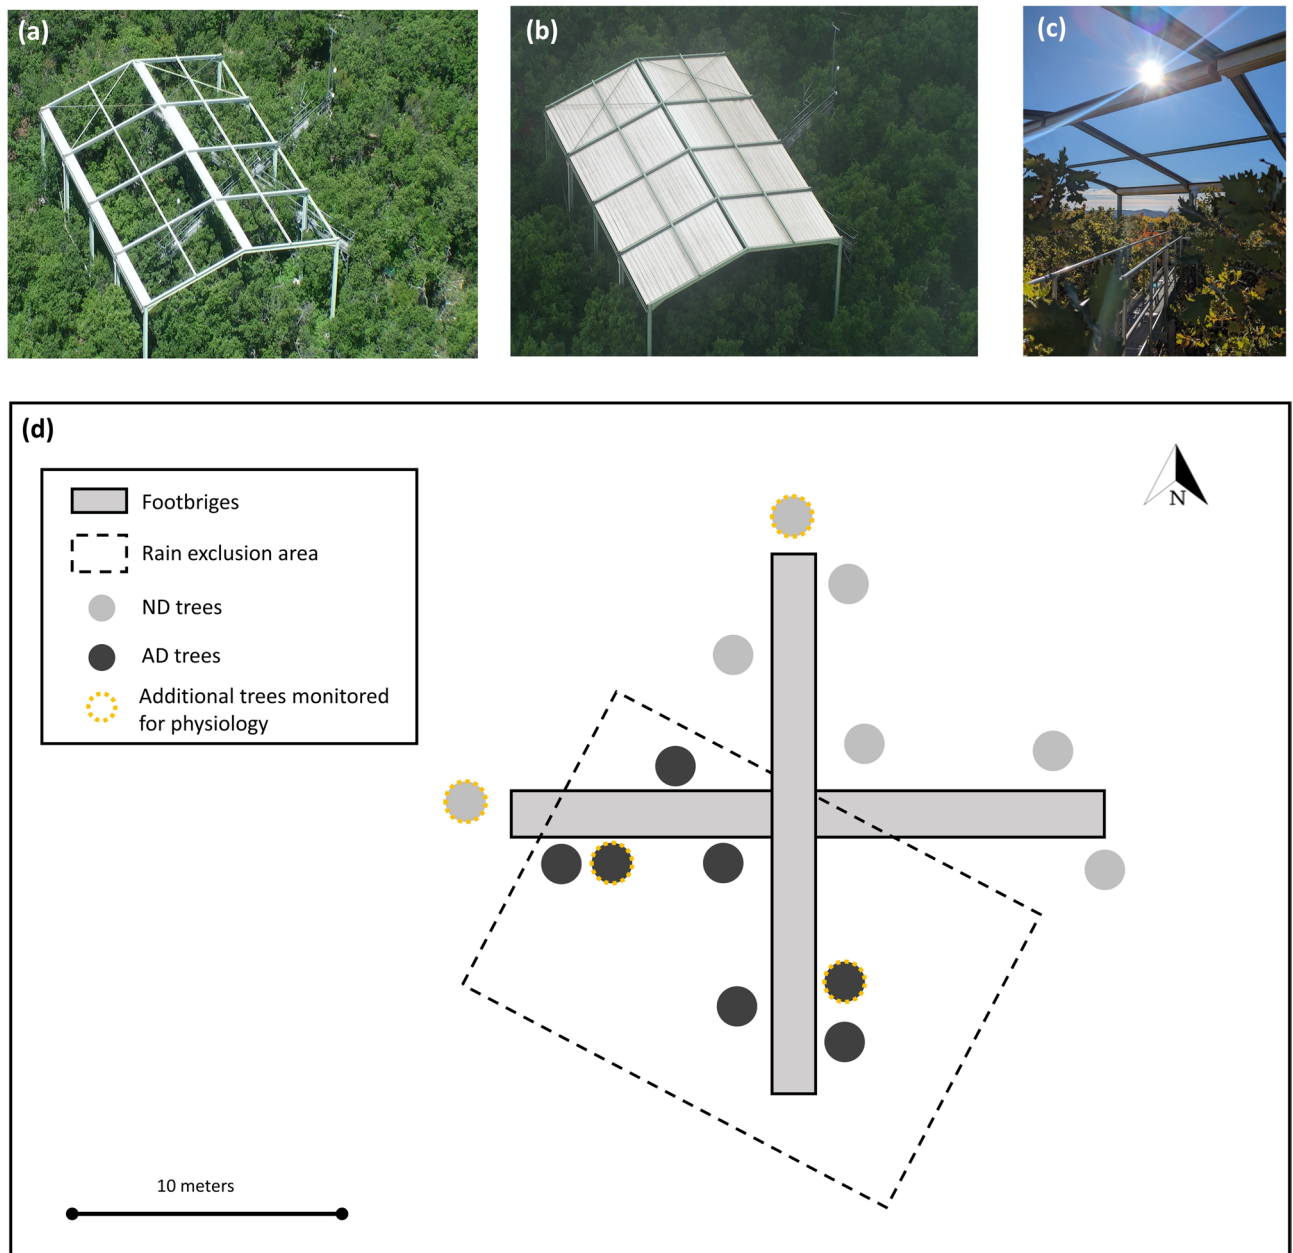 (a)
(b)
(c)
(d)
N
Footbriges
Rain exclusion area
ND trees
AD trees
Additional trees monitored
for physiology
10 meters